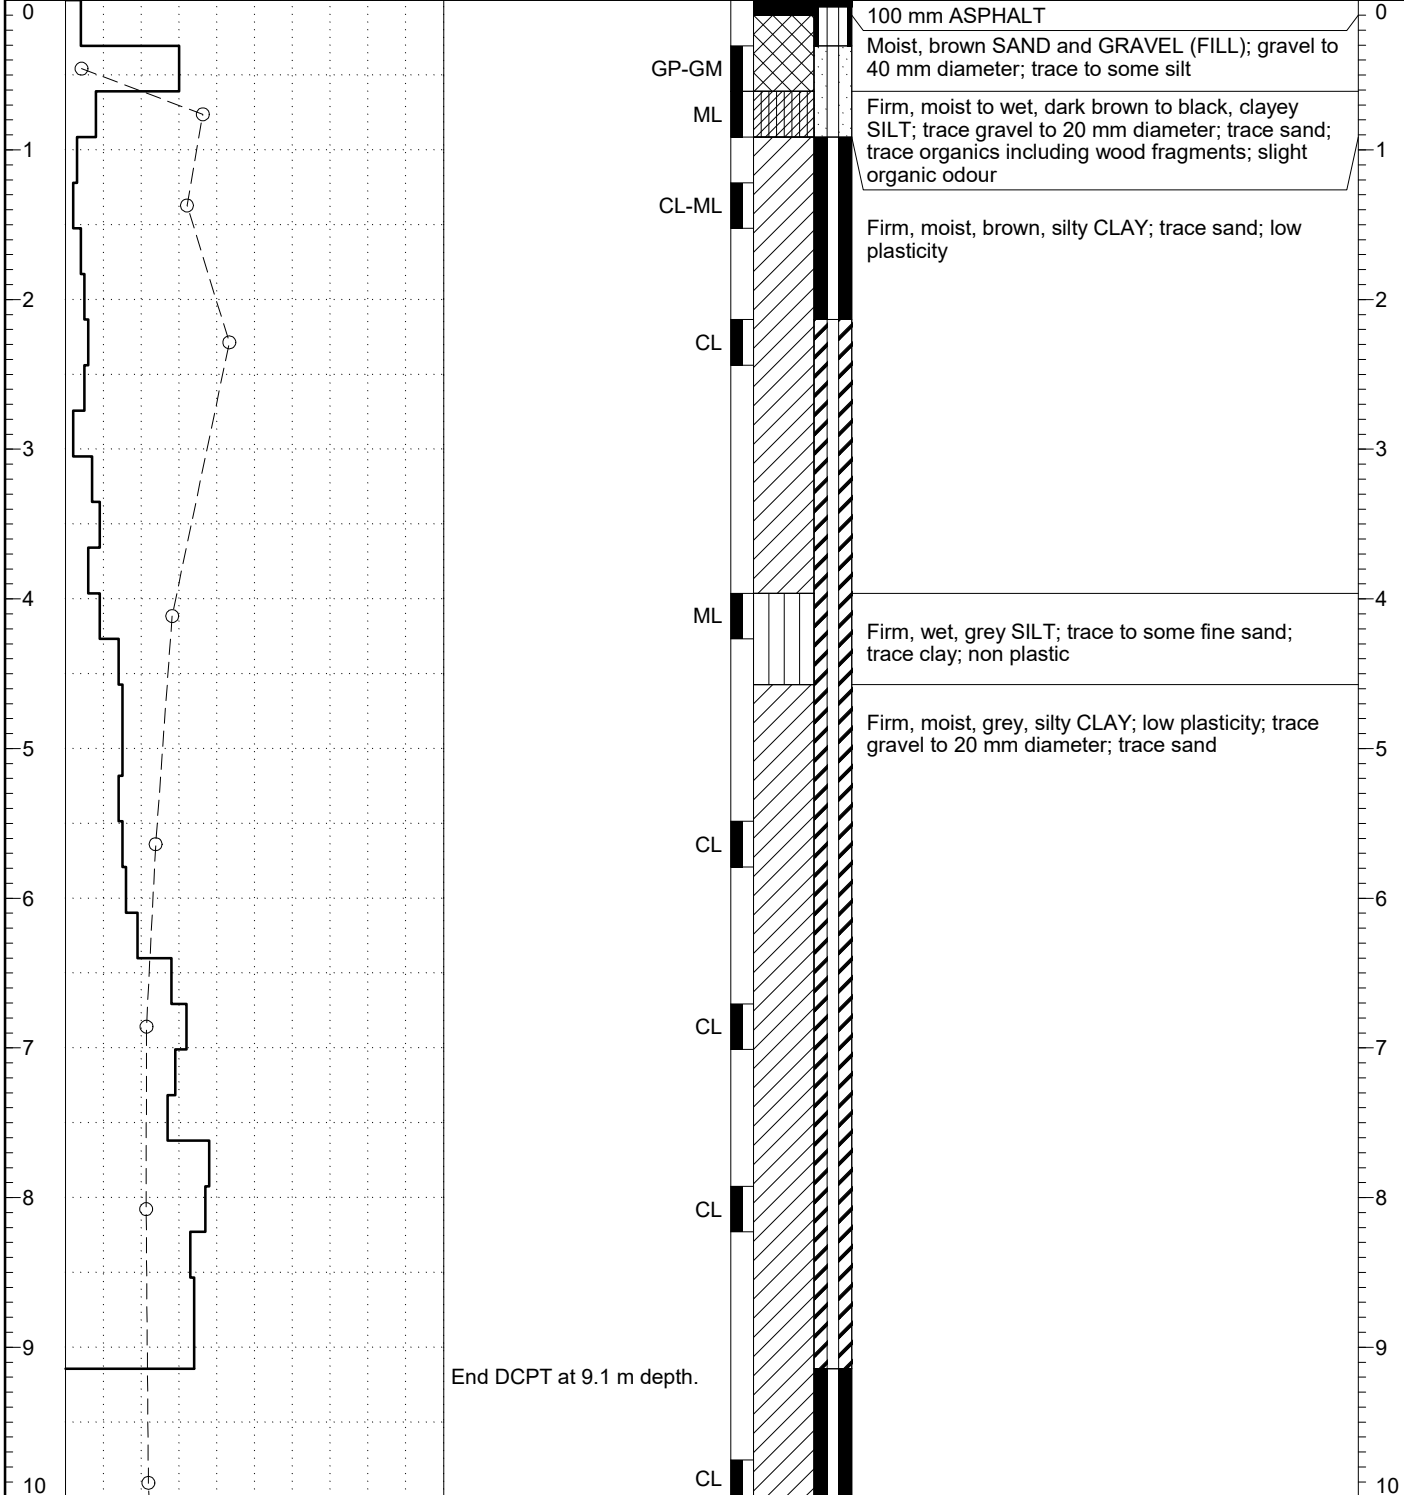 0
1
2
3
4
5
6
7
8
9
10
End DCPT at 9.1 m depth.
GP-GM
ML
CL-ML
CL
ML
CL
CL
CL
CL
100 mm ASPHALT
Moist, brown SAND and GRAVEL (FILL); gravel to
40 mm diameter; trace to some silt
Firm, moist to wet, dark brown to black, clayey
SILT; trace gravel to 20 mm diameter; trace sand;
trace organics including wood fragments; slight
organic odour
Firm, moist, brown, silty CLAY; trace sand; low
plasticity
Firm, wet, grey SILT; trace to some fine sand;
trace clay; non plastic
Firm, moist, grey, silty CLAY; low plasticity; trace
gravel to 20 mm diameter; trace sand
0
1
2
3
4
5
6
7
8
9
10